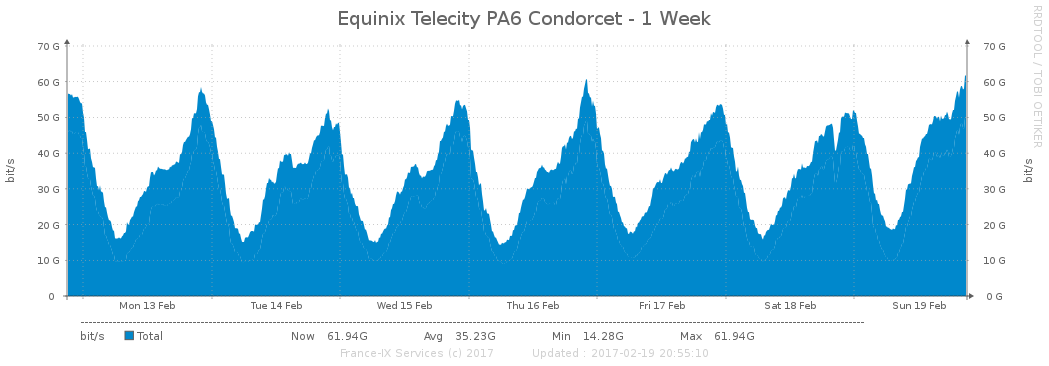 Equinix Telecity PA6 Condorcet - 1 Week
RRDTOOL / TOBI OETIKER
bit/s
70 G
60 G
50 G
40 G
30 G
20 G
10 G
0
70 G
60 G
50 G
40 G
30 G
20 G
10 G
0 G
bit/s
Mon 13 Feb Tue 14 Feb Wed 15 Feb Thu 16 Feb Fri 17 Feb Sat 18 Feb Sun 19 Feb
bit/s Total Now 61.94G Avg 35.23G Min 14.28G Max 61.94G
France-IX Services (c) 2017 Updated : 2017-02-19 20:55:10